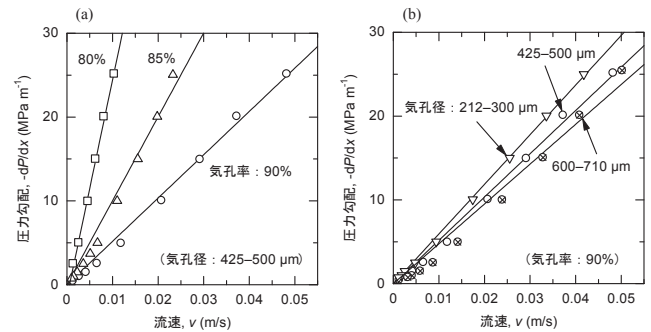 (a)
30
20
10
0
80%
85%
気孔率：90%
（気孔径：425–500 μm）
圧力勾配, -dP/dx (MPa m⁻¹)
0
0.01
0.02
0.03
0.04
0.05
流速, v (m/s)
(b)
30
20
10
0
425–500 μm
気孔径：212–300 μm
600–710 μm
（気孔率：90%）
圧力勾配, -dP/dx (MPa m⁻¹)
0
0.01
0.02
0.03
0.04
0.05
流速, v (m/s)